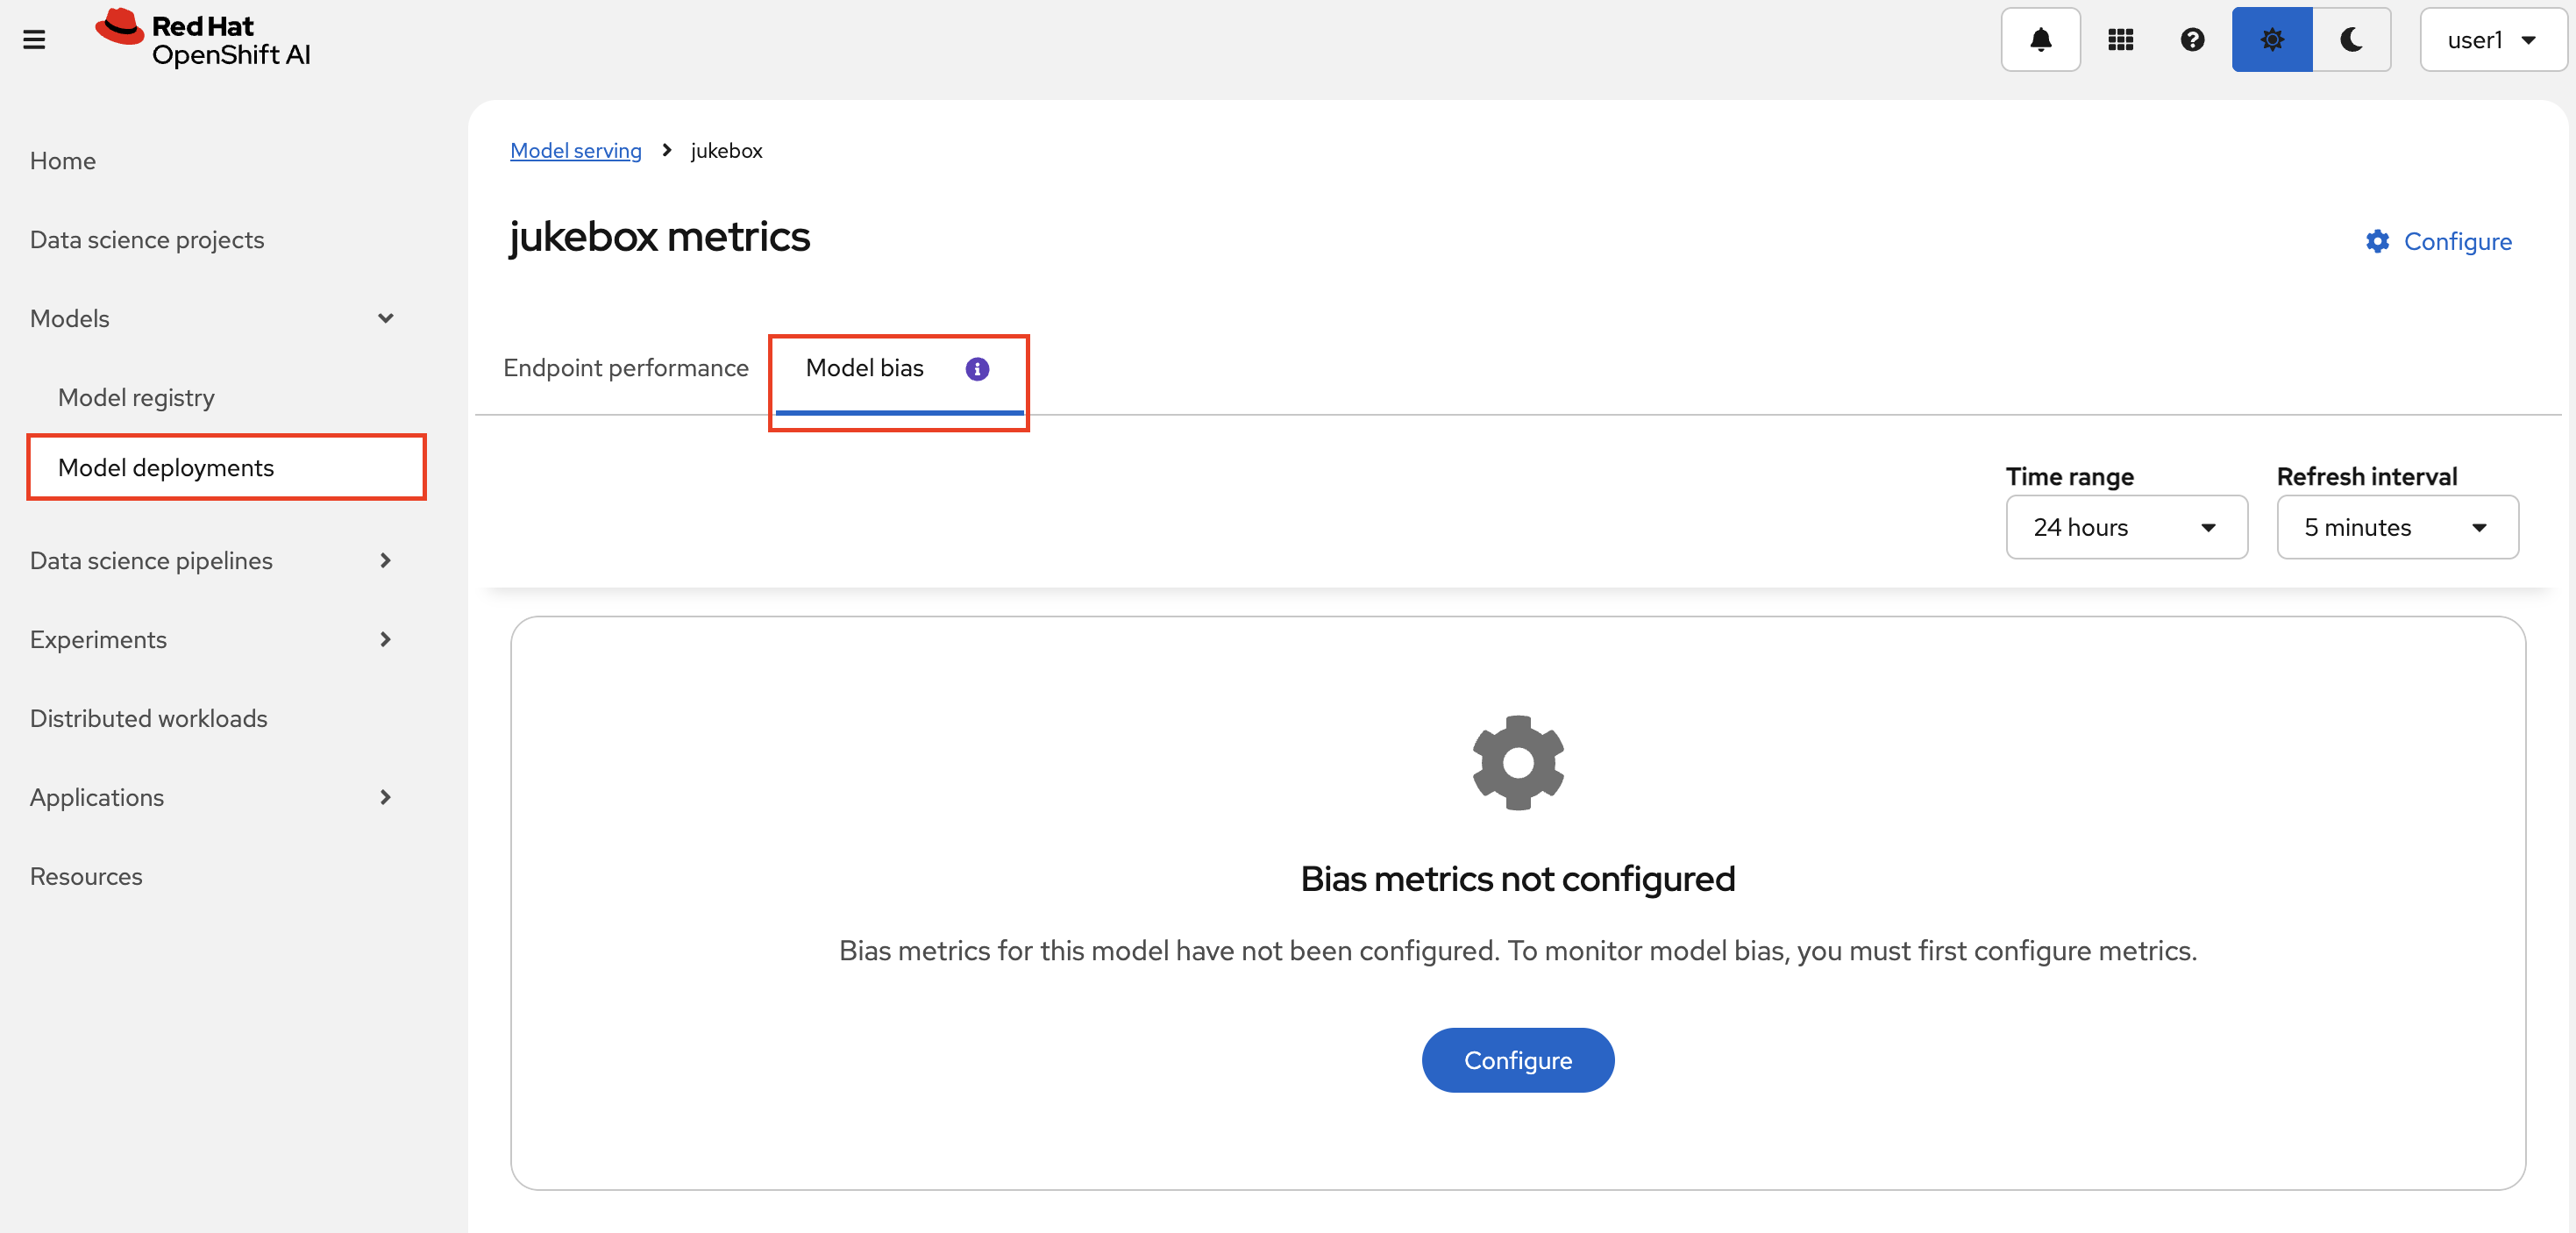 Red Hat
OpenShift AI
user1
Home
Data science projects
Models
Model registry
Model deployments
Data science pipelines
Experiments
Distributed workloads
Applications
Resources
Model serving > jukebox
jukebox metrics
Configure
Endpoint performance
Model bias
Time range
24 hours
Refresh interval
5 minutes
Bias metrics not configured
Bias metrics for this model have not been configured. To monitor model bias, you must first configure metrics.
Configure